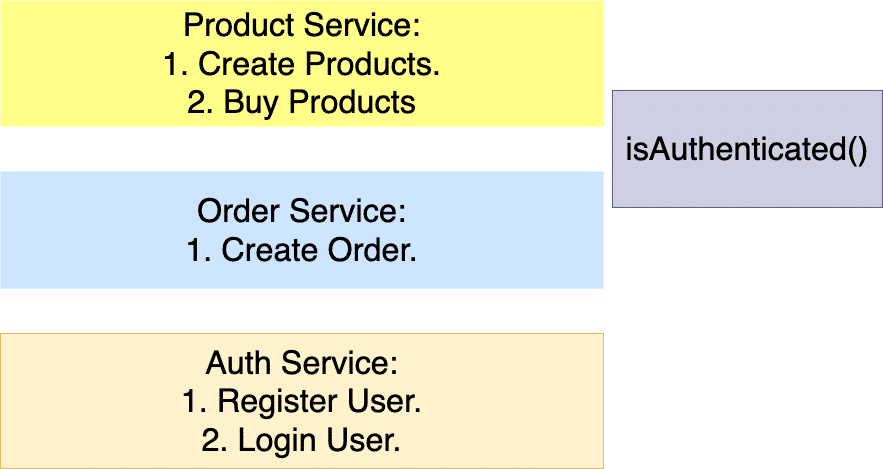 Product Service:
1. Create Products.
2. Buy Products
isAuthenticated()
Order Service:
1. Create Order.
Auth Service:
1. Register User.
2. Login User.